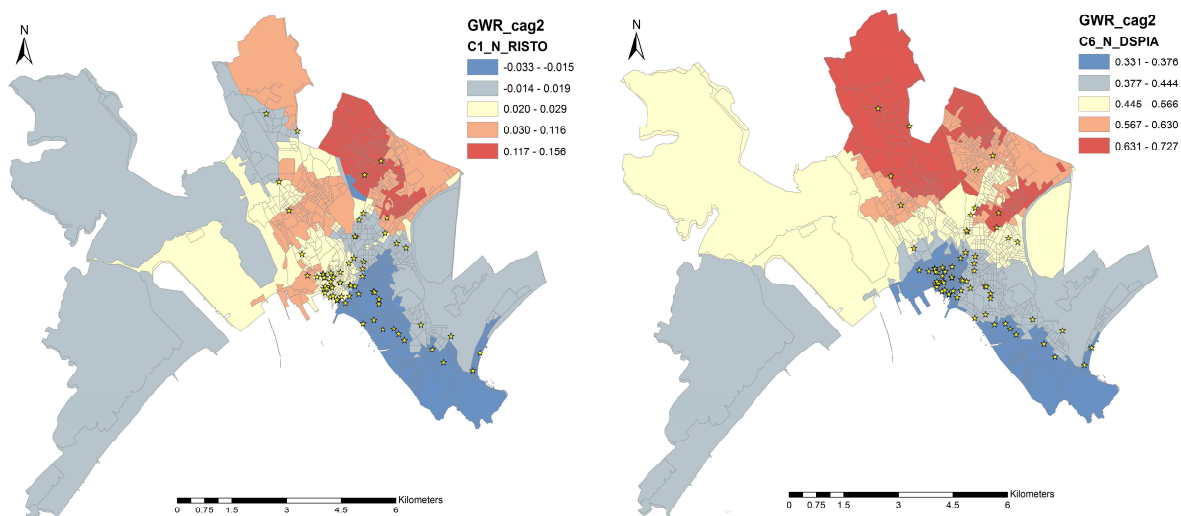 N
GWR_cag2
C1_N_RISTO
-0.033 - -0.015
-0.014 - 0.019
0.020 - 0.029
0.030 - 0.116
0.117 - 0.156
Kilometers
0 0.75 1.5 3 4.5 6
N
GWR_cag2
C6_N_DSPIA
0.331 - 0.376
0.377 - 0.444
0.445 - 0.566
0.567 - 0.630
0.631 - 0.727
Kilometers
0 0.75 1.5 3 4.5 6